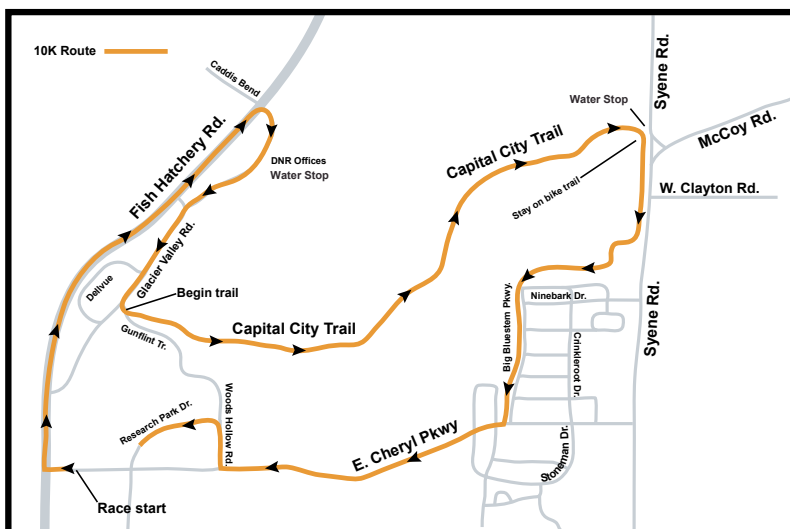 10K Route
Caddis Bend
Fish Hatchery Rd.
DNR Offices
Water Stop
Glacier Valley Rd.
Dellvue
Begin trail
Gunflint Tr.
Capital City Trail
Capital City Trail
Water Stop
Stay on bike trail
Syene Rd.
McCoy Rd.
W. Clayton Rd.
Syene Rd.
Ninebark Dr.
Big Bluestem Pkwy.
Crinkleroot Dr.
Stoneman Dr.
E. Cheryl Pkwy
Woods Hollow Rd.
Research Park Dr.
Race start